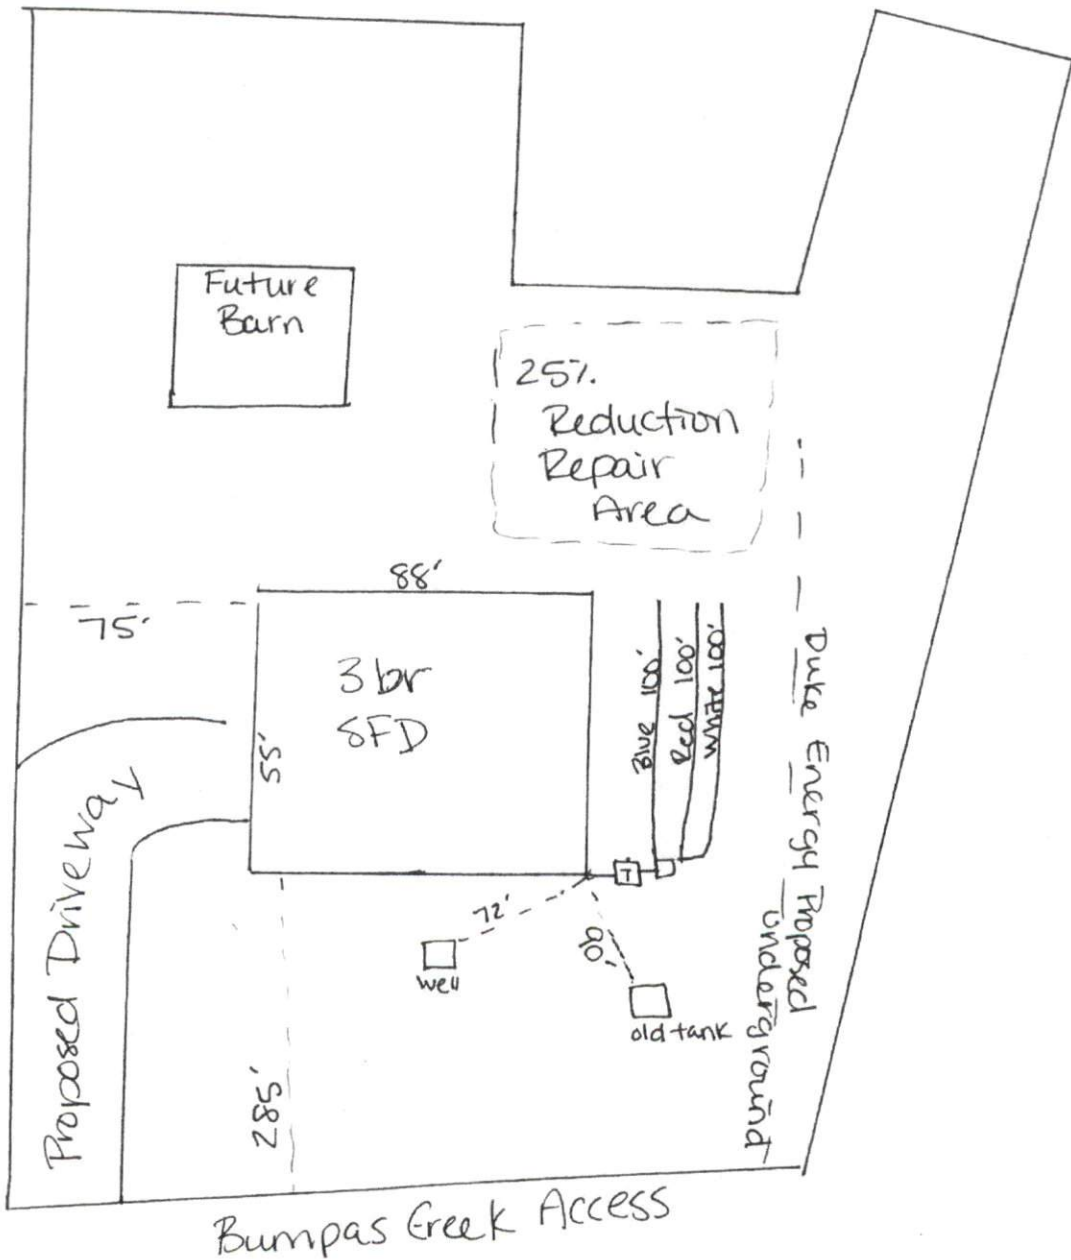 Future
Barn
25%.
Reduction
Repair
Area
88'
75'
3 br
SFD
55'
Blue 100'
Red 100'
White 100'
T
72'
90'
well
old tank
285'
Proposed Driveway
Duke Energy Proposed
Underground
Bumpas Creek Access